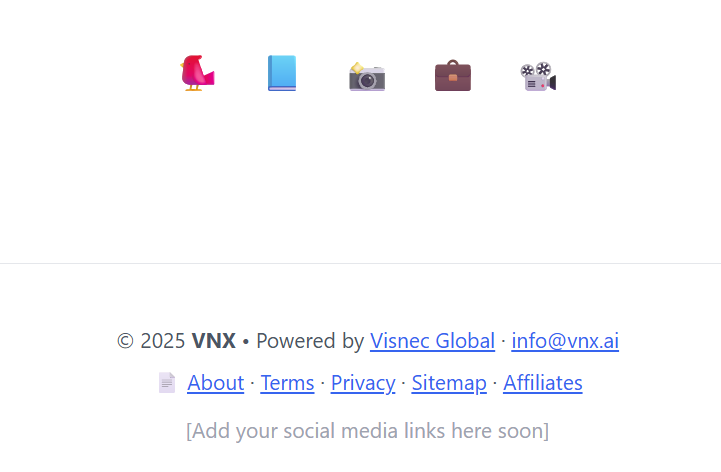 © 2025 VNX • Powered by Visnec Global · info@vnx.ai
About · Terms · Privacy · Sitemap · Affiliates
[Add your social media links here soon]